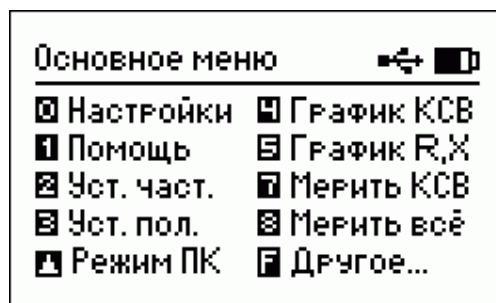 Основное меню
0 Настройки 4 График КСВ
1 Помощь 5 График R,X
2 Уст. част. 7 Мерить КСВ
3 Уст. пол. 8 Мерить всё
Режим ПК F Другое...